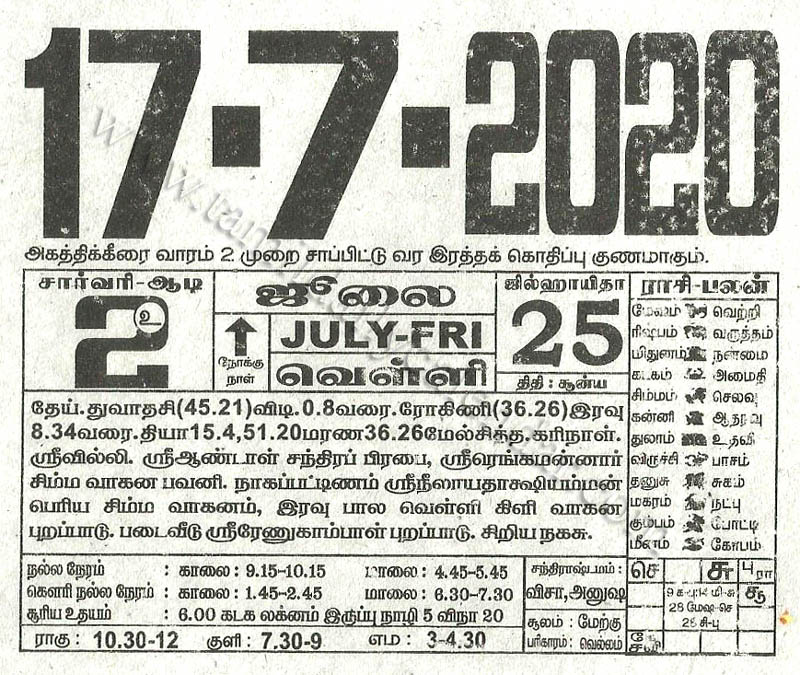 17-7-2020
அகத்திக்கீரை வாரம் 2 முறை சாப்பிட்டு வர இரத்தக் கொதிப்பு குணமாகும்.
சார்வரி-ஆடி
2
உ
ஜூலை
நோக்கு
நாள்
JULY-FRI
வெள்ளி
ஜில்ஹாயிதா
25
திதி : சூன்ய
ராசி-பலன்
மேஷம் வெற்றி
ரிஷபம் வருத்தம்
மிதுனம் நன்மை
கடகம் அமைதி
சிம்மம் செலவு
கன்னி ஆதரவு
துலாம் உதவி
விருச்சி பாசம்
தனுசு சுகம்
மகரம் நட்பு
கும்பம் போட்டி
மீனம் கோபம்
தேய். துவாதசி(45.21)விடி. 0.8வரை. ரோகிணி(36.26)இரவு
8.34வரை. தியா15.4,51.20மரண36.26மேல்சித்த. கரிநாள்.
ஸ்ரீவில்லி. ஸ்ரீஆண்டாள் சந்திரப் பிரபை, ஸ்ரீரெங்கமன்னார்
சிம்ம வாகன பவனி. நாகப்பட்டிணம் ஸ்ரீநீலாயதாக்ஷியம்மன்
பெரிய சிம்ம வாகனம், இரவு பால வெள்ளி கிளி வாகன
புறப்பாடு. படைவீடு ஸ்ரீரேணுகாம்பாள் புறப்பாடு. சிறிய நகசு.
நல்ல நேரம் : காலை : 9.15-10.15 மாலை : 4.45-5.45
கௌரி நல்ல நேரம் : காலை : 1.45-2.45 மாலை : 6.30-7.30
சூரிய உதயம் : 6.00 கடக லக்னம் இருப்பு நாழி 5 விநா 20
ராகு : 10.30-12 குளி : 7.30-9 எம : 3-4.30
சந்திராஷ்டமம் :
விசா, அனுஷ
சூலம் : மேற்கு
பரிகாரம் : வெல்லம்
செ சு பு ரா
சூ
28 மேஷ-செ